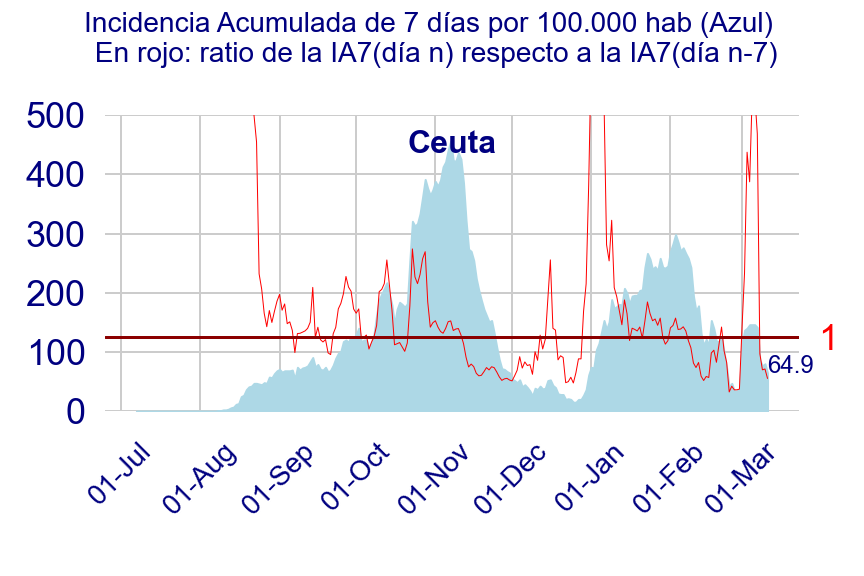 Incidencia Acumulada de 7 días por 100.000 hab (Azul)
En rojo: ratio de la IA7(día n) respecto a la IA7(día n-7)
Ceuta
500
400
300
200
100
0
1
64.9
01-Jul
01-Aug
01-Sep
01-Oct
01-Nov
01-Dec
01-Jan
01-Feb
01-Mar